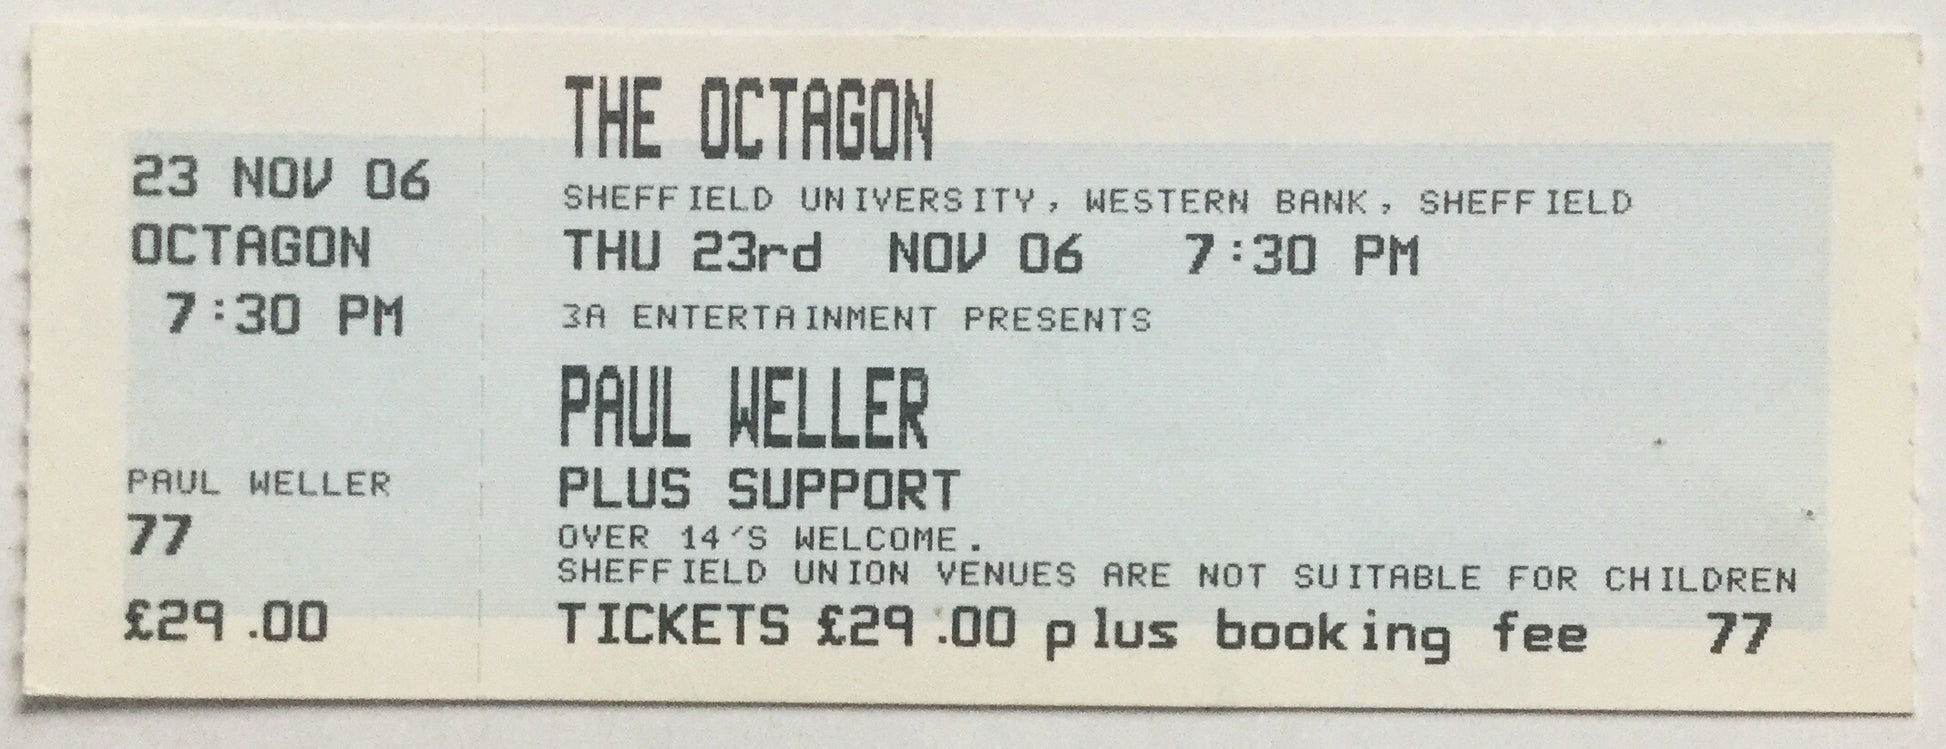 23 NOV 06
OCTAGON
7:30 PM
PAUL WELLER
77
£29.00
THE OCTAGON
SHEFFIELD UNIVERSITY, WESTERN BANK, SHEFFIELD
THU 23rd NOV 06 7:30 PM
3A ENTERTAINMENT PRESENTS
PAUL WELLER
PLUS SUPPORT
OVER 14'S WELCOME.
SHEFFIELD UNION VENUES ARE NOT SUITABLE FOR CHILDREN
TICKETS £29.00 plus booking fee 77